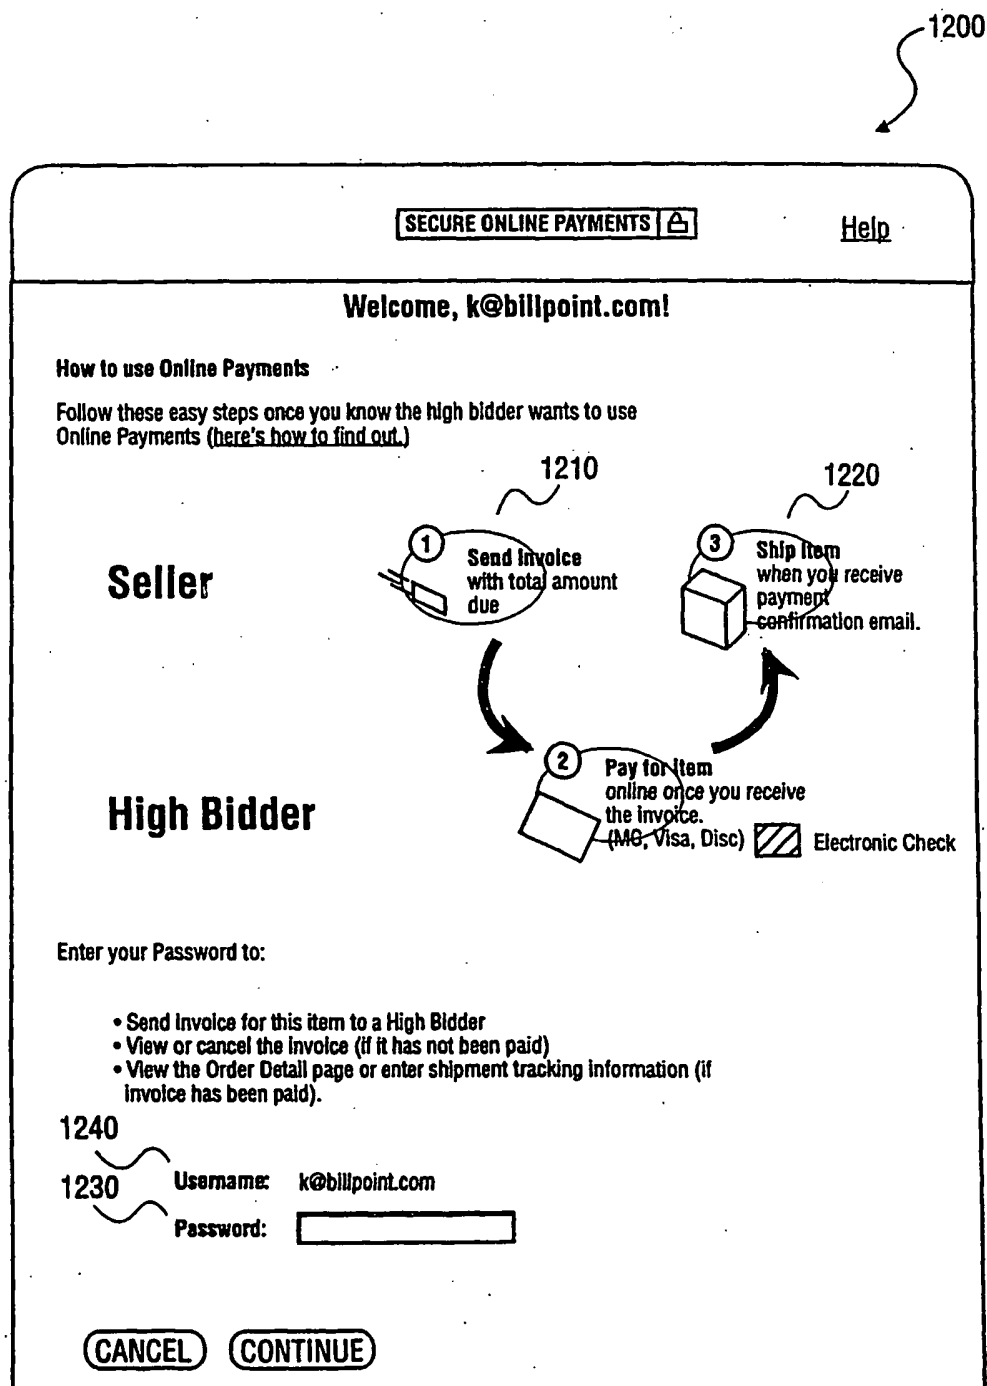 1200
SECURE ONLINE PAYMENTS
Help
Welcome, k@billpoint.com!
How to use Online Payments
Follow these easy steps once you know the high bidder wants to use
Online Payments (here's how to find out.)
1210
1220
1
Send Invoice
with total amount
due
3
Ship Item
when you receive
payment
confirmation email.
Seller
2
Pay for Item
online once you receive
the invoice.
(MC, Visa, Disc)
Electronic Check
High Bidder
Enter your Password to:
• Send Invoice for this item to a High Bidder
• View or cancel the invoice (if it has not been paid)
• View the Order Detail page or enter shipment tracking information (if
invoice has been paid).
1240
Username: k@billpoint.com
1230
Password:
CANCEL CONTINUE